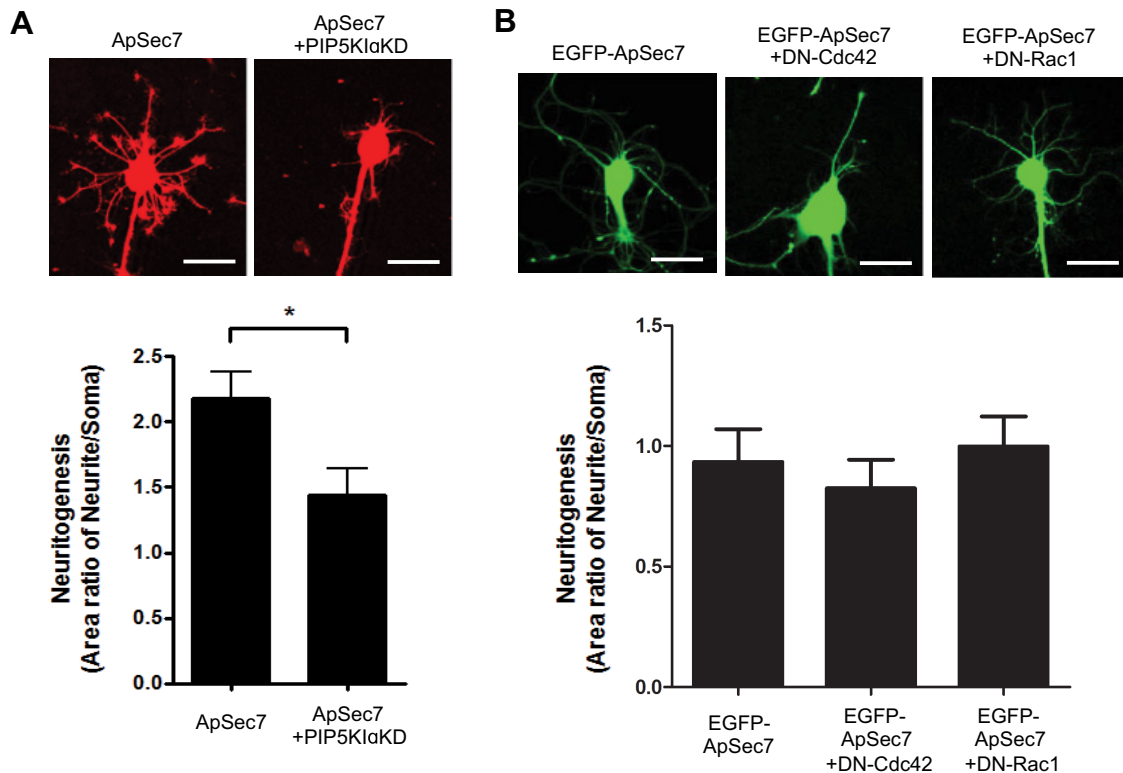 A
ApSec7
ApSec7
+PIP5KIαKD
Neuritogenesis
(Area ratio of Neurite/Soma)
2.5
2.0
1.5
1.0
0.5
0.0
*
ApSec7
ApSec7
+PIP5KIαKD
B
EGFP-ApSec7
EGFP-ApSec7
+DN-Cdc42
EGFP-ApSec7
+DN-Rac1
Neuritogenesis
(Area ratio of Neurite/Soma)
1.5
1.0
0.5
0.0
EGFP-
ApSec7
EGFP-
ApSec7
+DN-Cdc42
EGFP-
ApSec7
+DN-Rac1